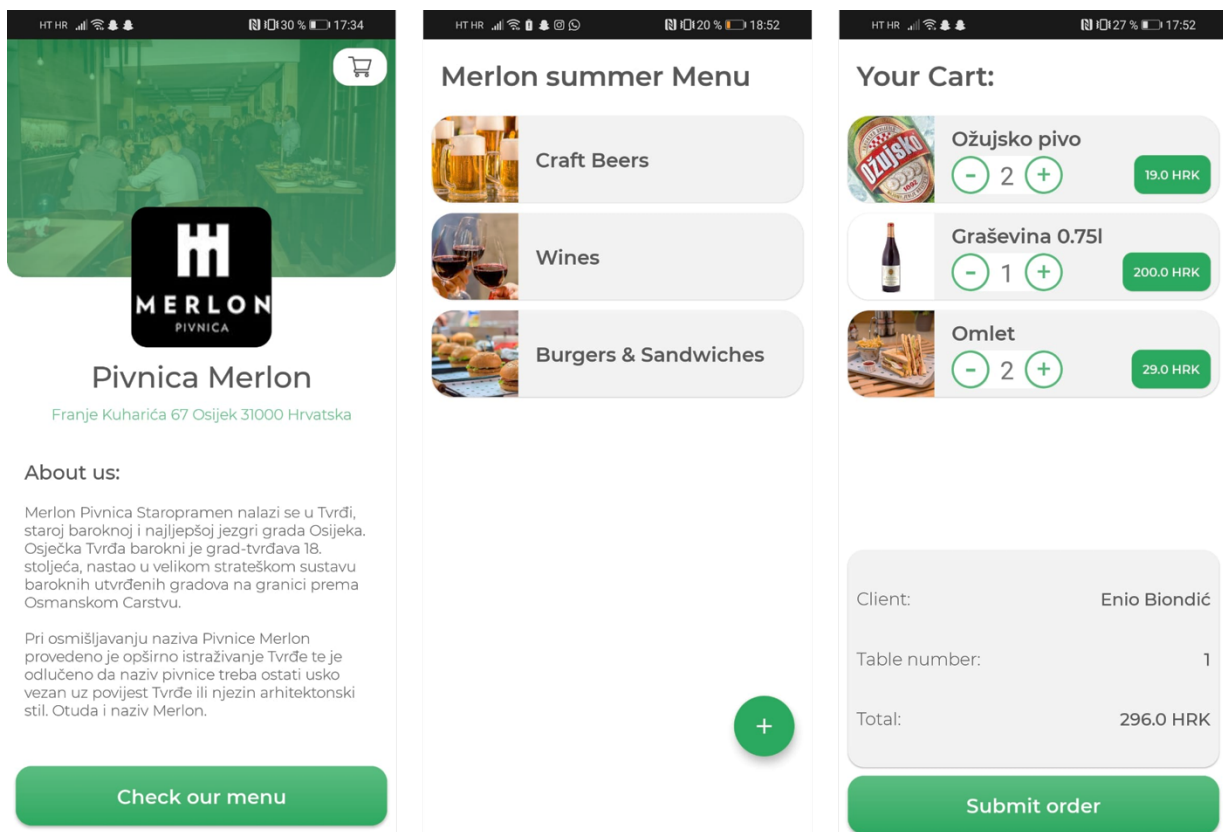 HT HR 30 % 17:34
MERLON
PIVNICA
Pivnica Merlon
Franje Kuharića 67 Osijek 31000 Hrvatska
About us:
Merlon Pivnica Staropramen nalazi se u Tvrđi,
staroj baroknoj i najljepšoj jezgri grada Osijeka.
Osječka Tvrđa barokni je grad-tvrđava 18.
stoljeća, nastao u velikom strateškom sustavu
baroknih utvrđenih gradova na granici prema
Osmanskom Carstvu.
Pri osmišljavanju naziva Pivnice Merlon
provedeno je opširno istraživanje Tvrđe te je
odlučeno da naziv pivnice treba ostati usko
vezan uz povijest Tvrđe ili njezin arhitektonski
stil. Otuda i naziv Merlon.
Check our menu
HT HR 20 % 18:52
Merlon summer Menu
Craft Beers
Wines
Burgers & Sandwiches
+
HT HR 27 % 17:52
Your Cart:
OŽUJSKO
1892
Ožujsko pivo
- 2 +
19.0 HRK
Graševina 0.75l
- 1 +
200.0 HRK
Omlet
- 2 +
29.0 HRK
Client: Enio Biondić
Table number: 1
Total: 296.0 HRK
Submit order